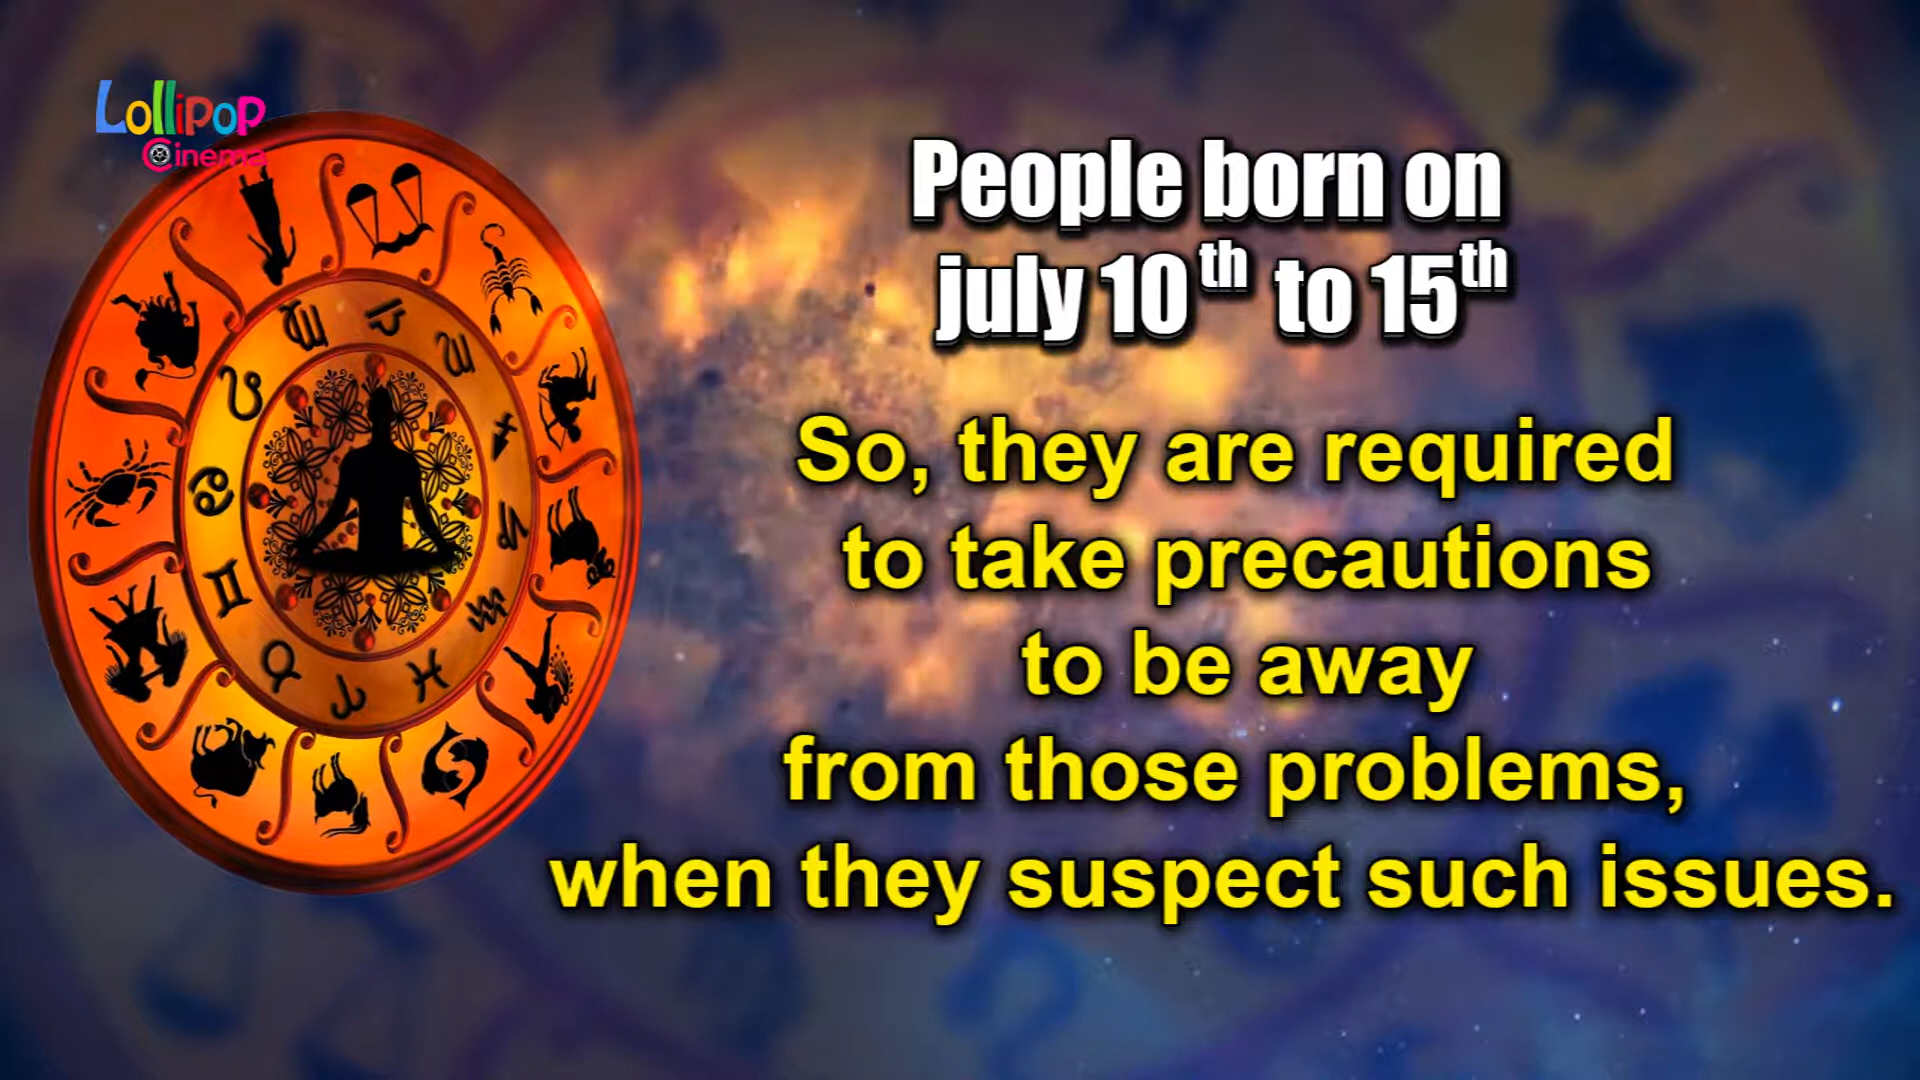 Lollipop
Cinema
People born on
july 10th to 15th
So, they are required
to take precautions
to be away
from those problems,
when they suspect such issues.